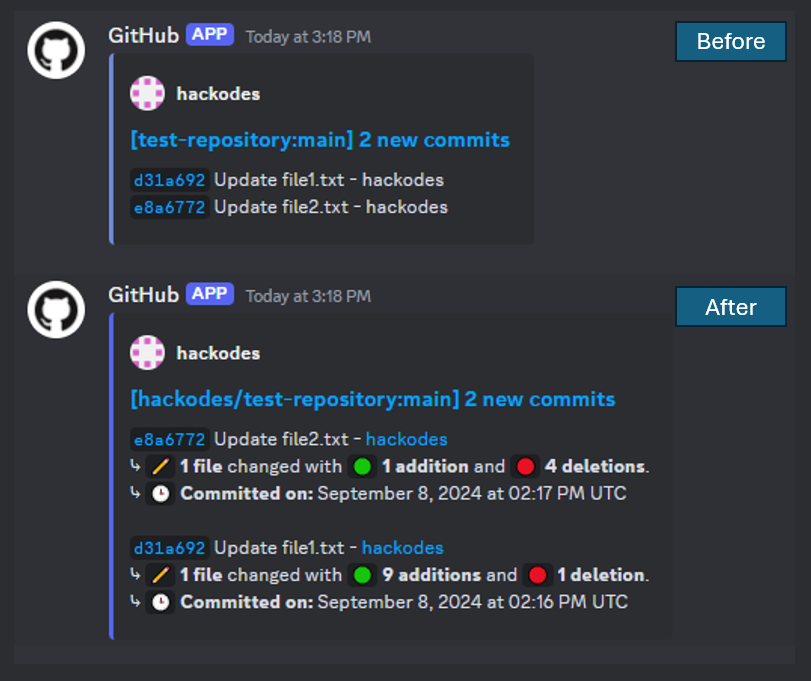 GitHub APP Today at 3:18 PM
Before
hackodes
[test-repository:main] 2 new commits
d31a692 Update file1.txt - hackodes
e8a6772 Update file2.txt - hackodes
GitHub APP Today at 3:18 PM
After
hackodes
[hackodes/test-repository:main] 2 new commits
e8a6772 Update file2.txt - hackodes
1 file changed with 1 addition and 4 deletions.
Committed on: September 8, 2024 at 02:17 PM UTC
d31a692 Update file1.txt - hackodes
1 file changed with 9 additions and 1 deletion.
Committed on: September 8, 2024 at 02:16 PM UTC